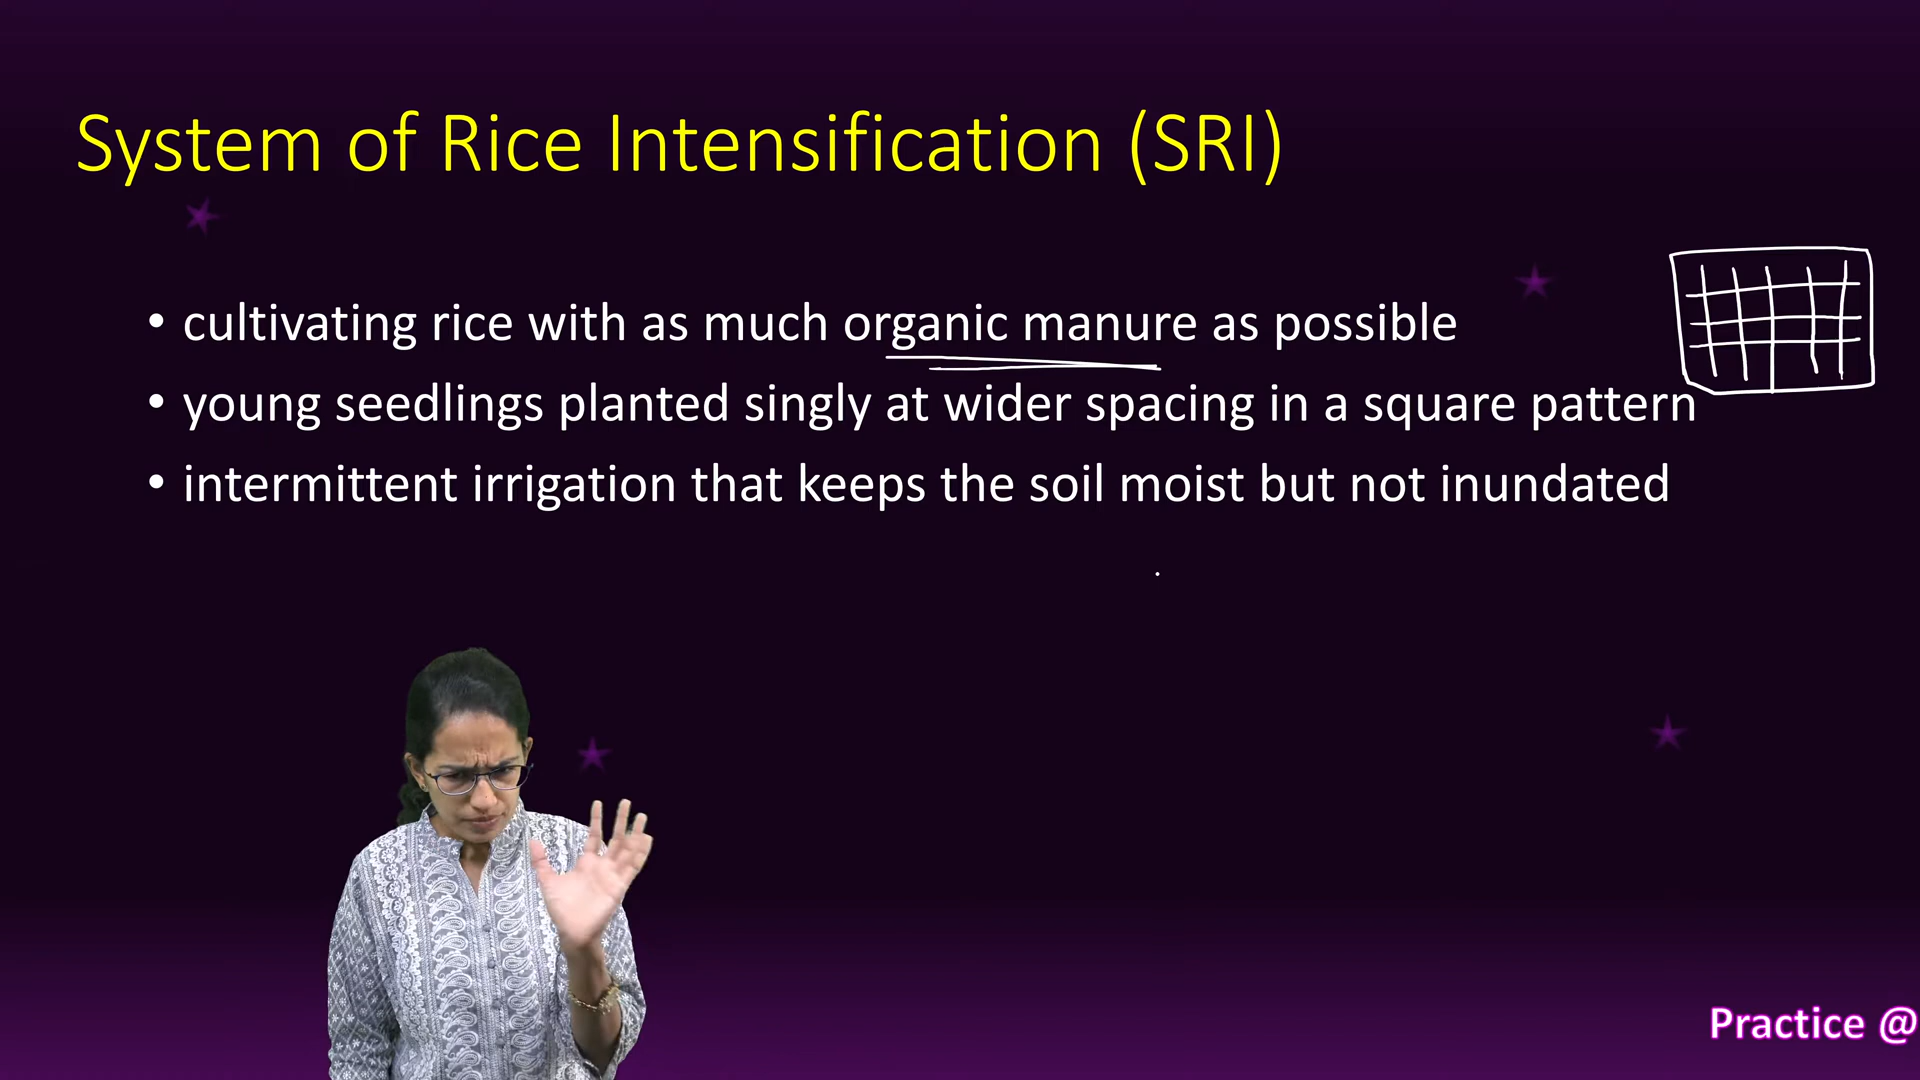 System of Rice Intensification (SRI)
• cultivating rice with as much organic manure as possible
• young seedlings planted singly at wider spacing in a square pattern
• intermittent irrigation that keeps the soil moist but not inundated
Practice @